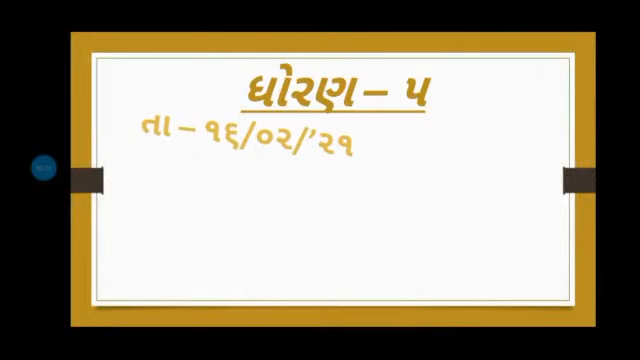 ધોરણ – ૫
તા – ૧૬/૦૨/’૨૧